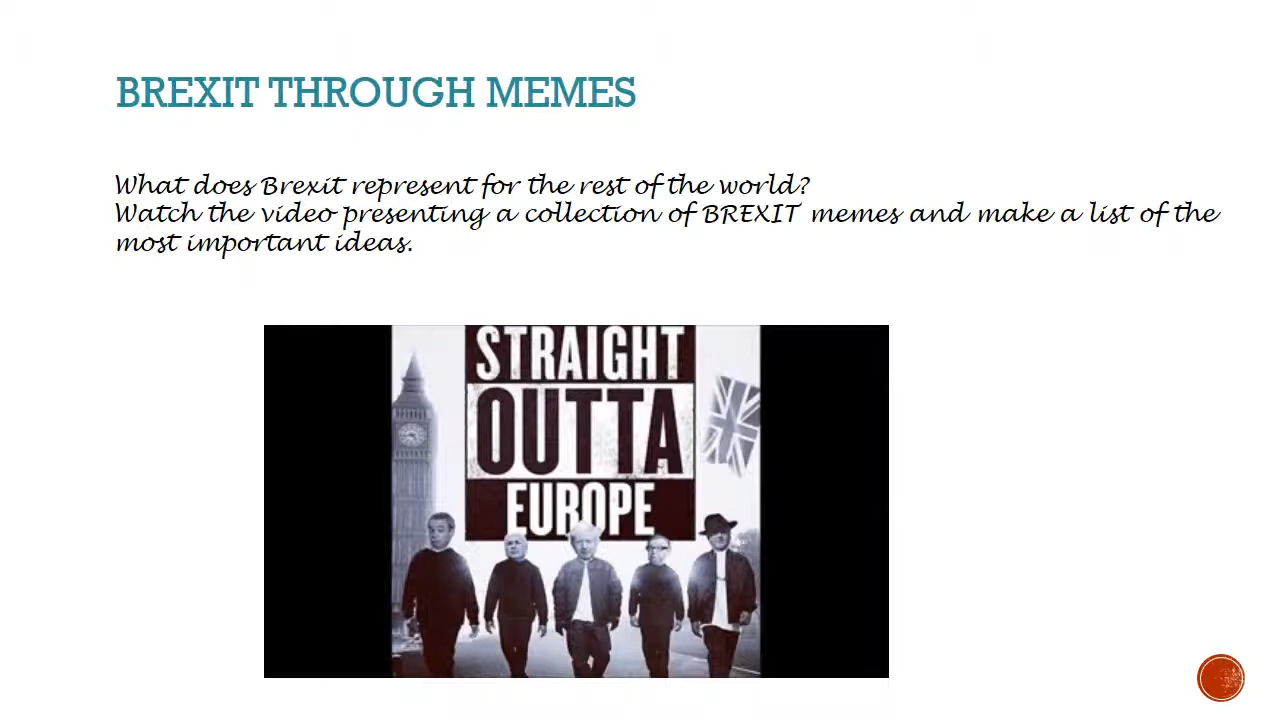 BREXIT THROUGH MEMES
What does Brexit represent for the rest of the world?
Watch the video presenting a collection of BREXIT memes and make a list of the
most important ideas.
STRAIGHT
OUTTA
EUROPE